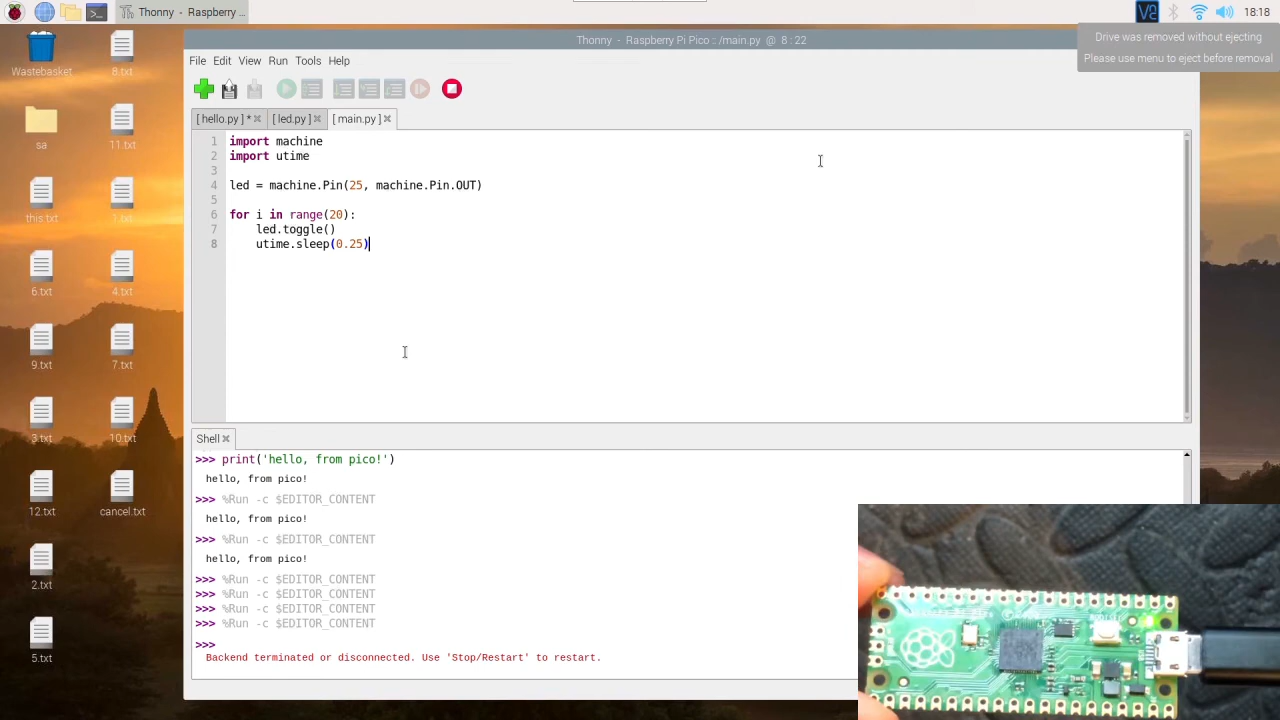 Thonny - Raspberry ...
18:18
Drive was removed without ejecting
Please use menu to eject before removal
Thonny - Raspberry Pi Pico :: /main.py @ 8 : 22
File Edit View Run Tools Help
[ hello.py ] * [ led.py ] [ main.py ]
1 import machine
2 import utime
3
4 led = machine.Pin(25, machine.Pin.OUT)
5
6 for i in range(20):
7 led.toggle()
8 utime.sleep(0.25)
Shell
>>> print('hello, from pico!')
hello, from pico!
>>> %Run -c $EDITOR_CONTENT
hello, from pico!
>>> %Run -c $EDITOR_CONTENT
hello, from pico!
>>> %Run -c $EDITOR_CONTENT
>>> %Run -c $EDITOR_CONTENT
>>> %Run -c $EDITOR_CONTENT
>>> %Run -c $EDITOR_CONTENT
>>>
Backend terminated or disconnected. Use 'Stop/Restart' to restart.
Wastebasket
8.txt
sa
11.txt
this.txt
1.txt
6.txt
4.txt
9.txt
7.txt
3.txt
10.txt
12.txt
cancel.txt
2.txt
5.txt